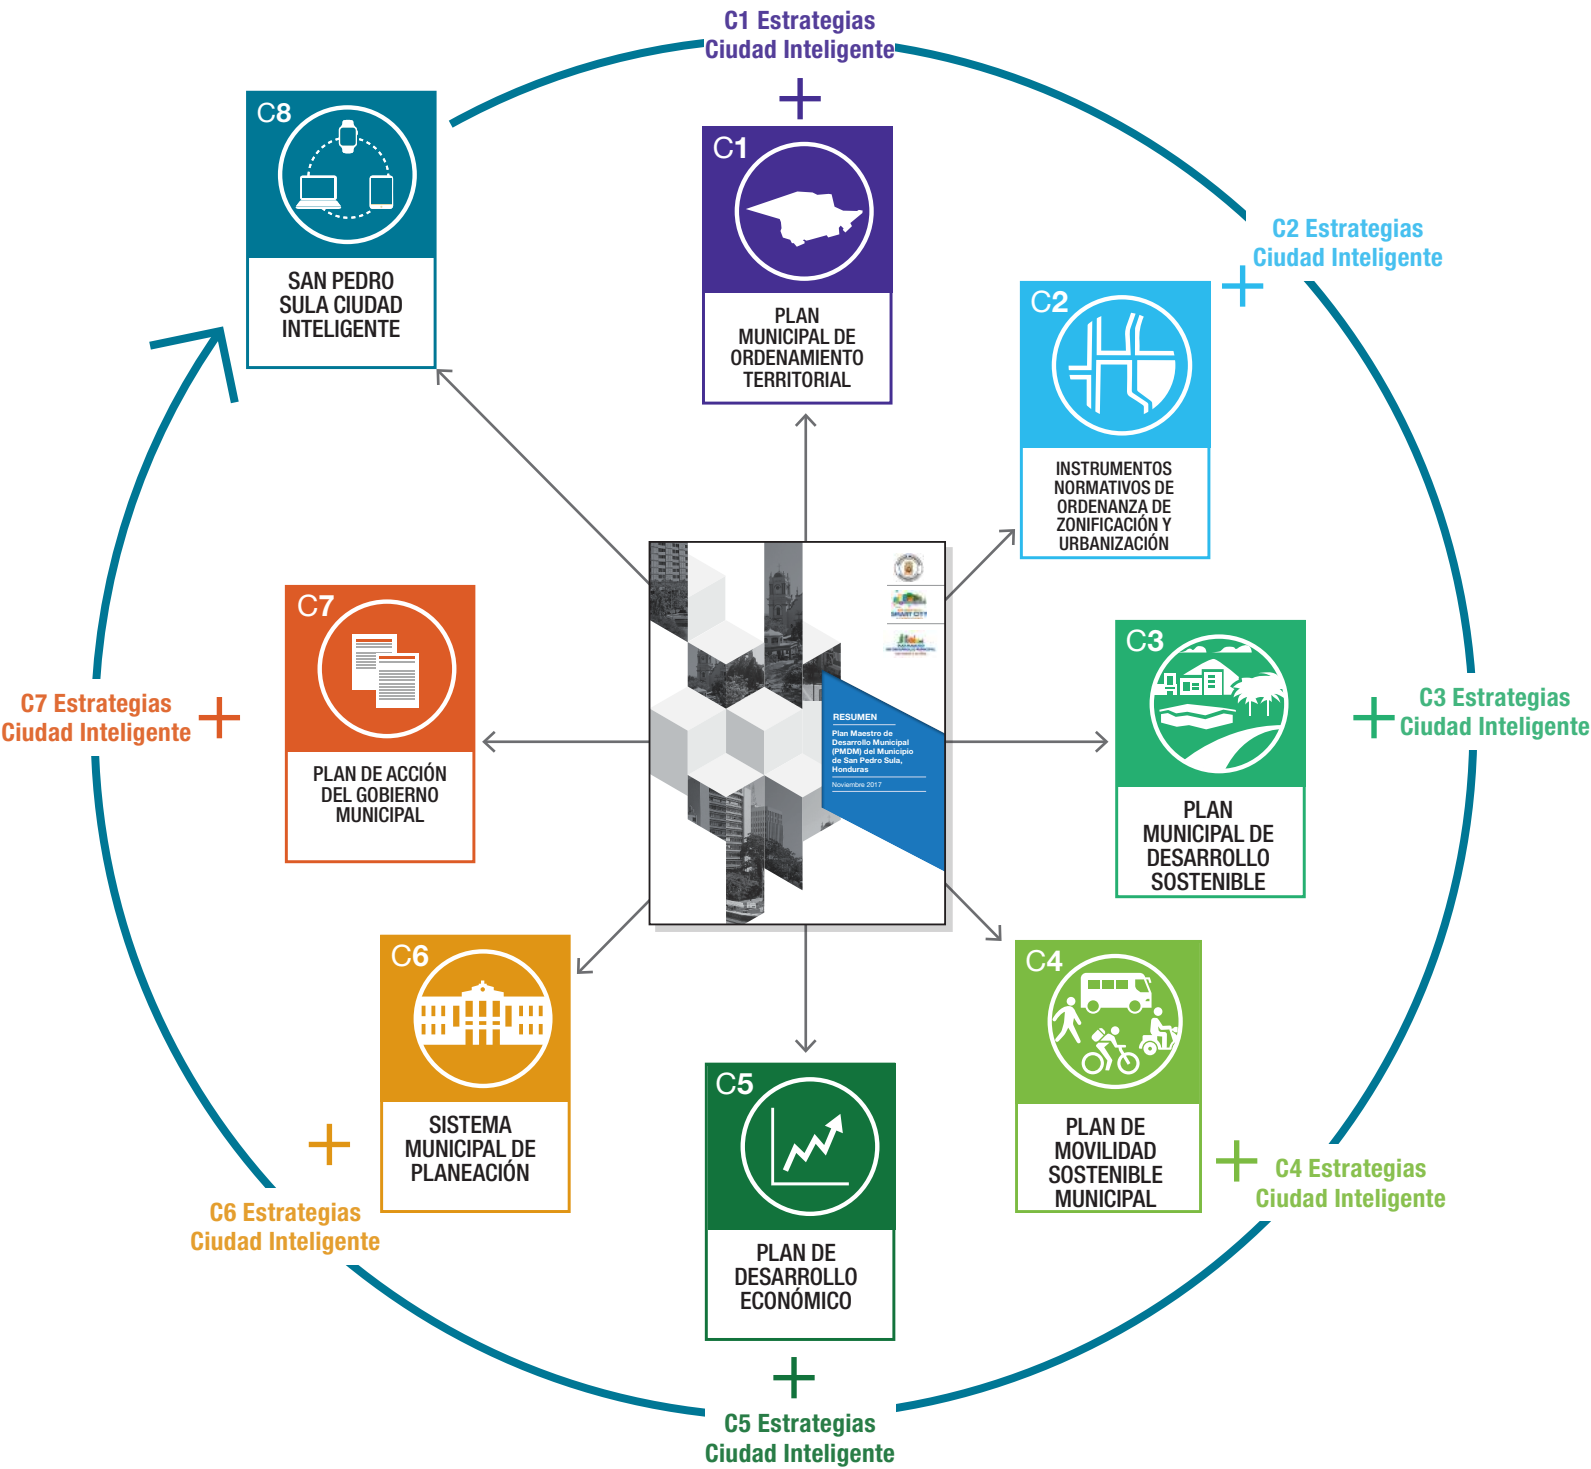 C1 Estrategias
Ciudad Inteligente
C8
SAN PEDRO
SULA CIUDAD
INTELIGENTE
C1
PLAN
MUNICIPAL DE
ORDENAMIENTO
TERRITORIAL
C2 Estrategias
Ciudad Inteligente
C2
INSTRUMENTOS
NORMATIVOS DE
ORDENANZA DE
ZONIFICACIÓN Y
URBANIZACIÓN
SMART CITY
RESUMEN
Plan Maestro de
Desarrollo Municipal
(PMDM) del Municipio
de San Pedro Sula,
Honduras
Noviembre 2017
C7
PLAN DE ACCIÓN
DEL GOBIERNO
MUNICIPAL
C7 Estrategias
Ciudad Inteligente
C3
PLAN
MUNICIPAL DE
DESARROLLO
SOSTENIBLE
C3 Estrategias
Ciudad Inteligente
C6
SISTEMA
MUNICIPAL DE
PLANEACIÓN
C6 Estrategias
Ciudad Inteligente
C4
PLAN DE
MOVILIDAD
SOSTENIBLE
MUNICIPAL
C4 Estrategias
Ciudad Inteligente
C5
PLAN DE
DESARROLLO
ECONÓMICO
C5 Estrategias
Ciudad Inteligente